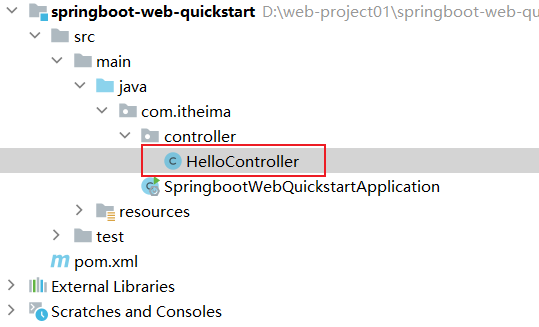 springboot-web-quickstart D:\web-project01\springboot-web-qu
src
main
java
com.itheima
controller
HelloController
SpringbootWebQuickstartApplication
resources
test
m pom.xml
External Libraries
Scratches and Consoles